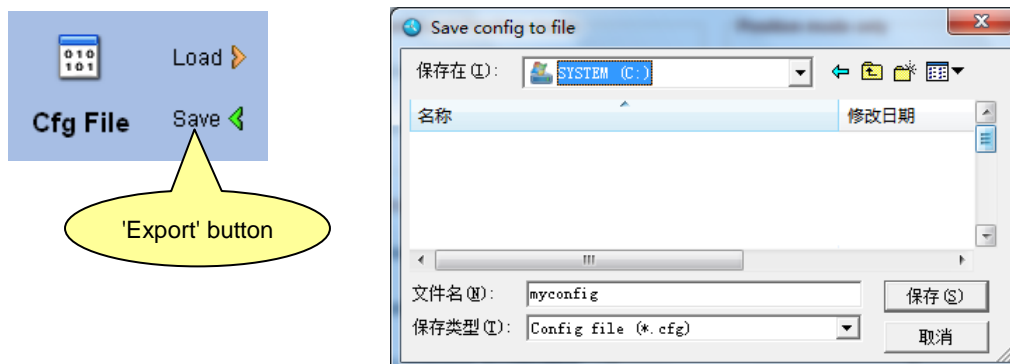 010
101
Load
Cfg File
Save
'Export' button
Save config to file
保存在(I):
SYSTEM (C:)
名称
修改日期
文件名(N):
myconfig
保存(S)
保存类型(T):
Config file (*.cfg)
取消